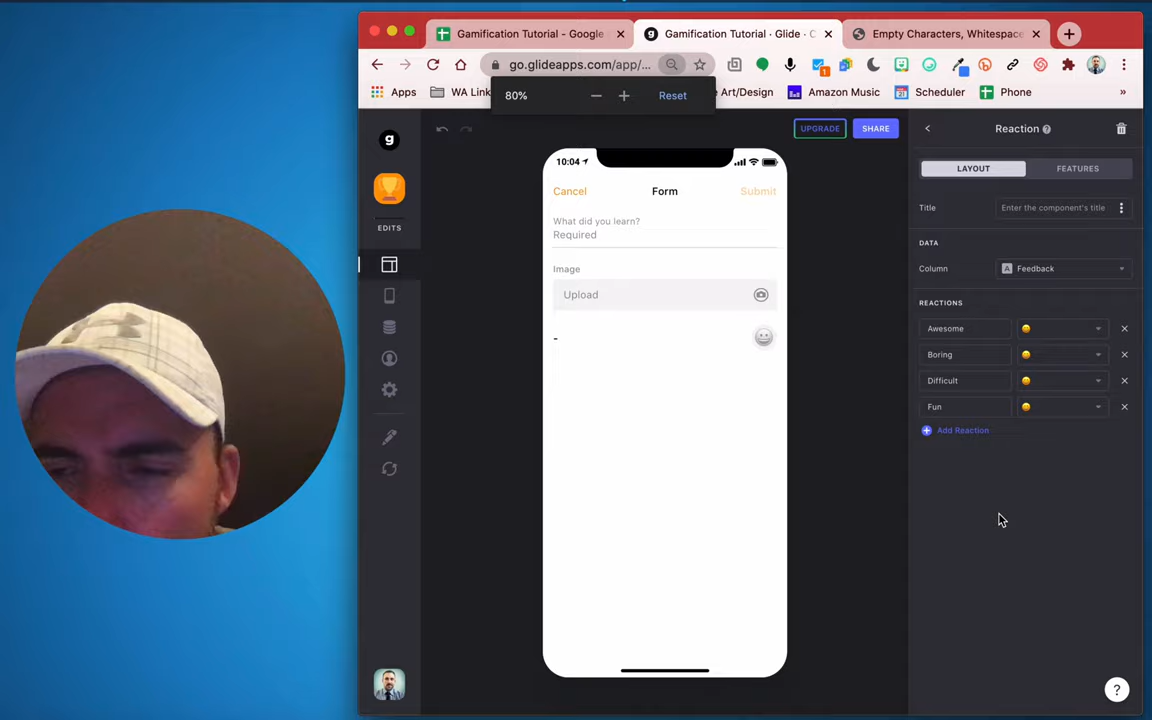 Gamification Tutorial - Google
Gamification Tutorial · Glide · C
Empty Characters, Whitespace
go.glideapps.com/app/...
Apps
WA Link
80%
Reset
Art/Design
Amazon Music
Scheduler
Phone
»
g
UPGRADE
SHARE
Reaction
LAYOUT
FEATURES
EDITS
10:04
Cancel
Form
Submit
What did you learn?
Required
Image
Upload
-
Title
Enter the component's title
DATA
Column
A
Feedback
REACTIONS
Awesome
Boring
Difficult
Fun
Add Reaction
?